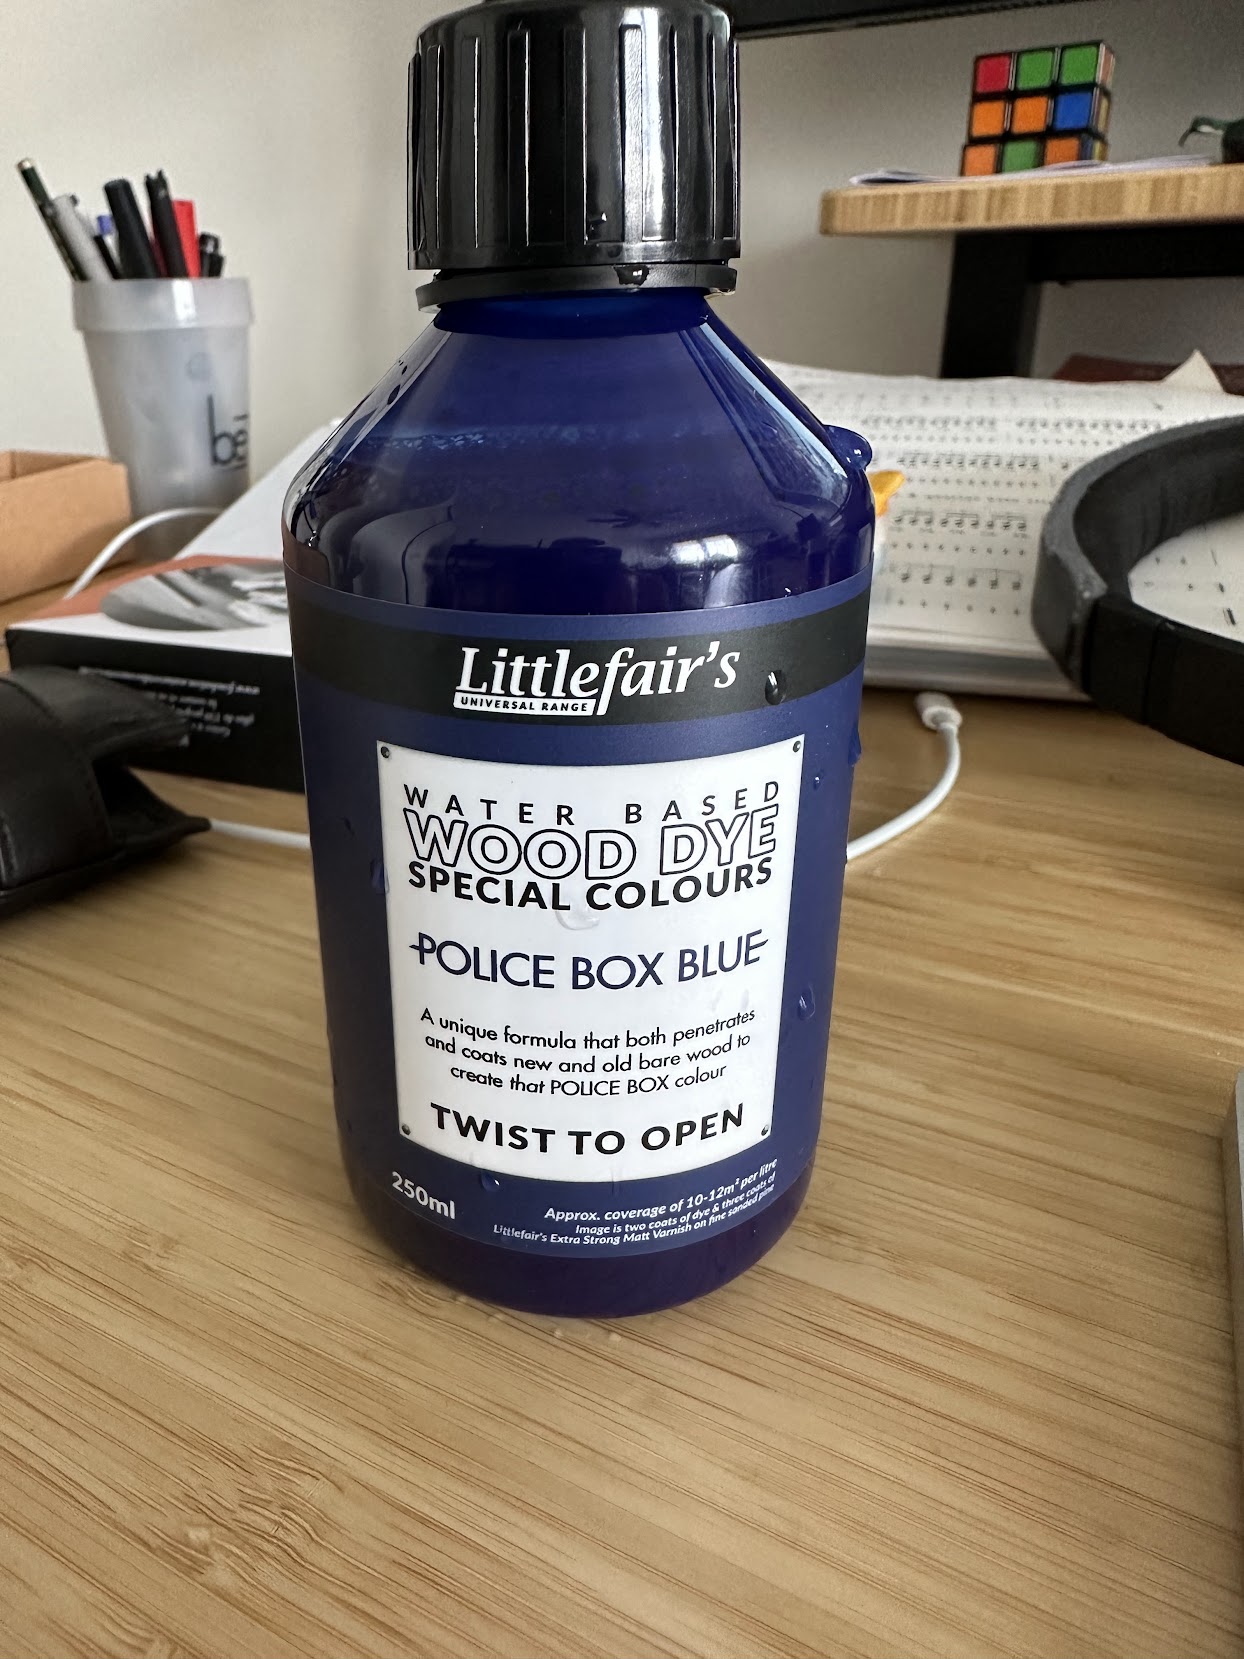 be
Littlefair's
UNIVERSAL RANGE
WATER BASED
WOOD DYE
SPECIAL COLOURS
POLICE BOX BLUE
A unique formula that both penetrates
and coats new and old bare wood to
create that POLICE BOX colour
TWIST TO OPEN
250ml
Approx. coverage of 10-12m² per litre
Image is two coats of dye & three coats of
Littlefair's Extra Strong Matt Varnish on fine sanded pine